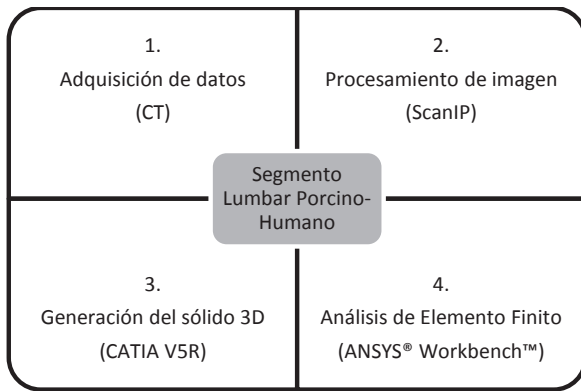 1.
Adquisición de datos
(CT)
2.
Procesamiento de imagen
(ScanIP)
Segmento
Lumbar Porcino-
Humano
3.
Generación del sólido 3D
(CATIA V5R)
4.
Análisis de Elemento Finito
(ANSYS® Workbench™)